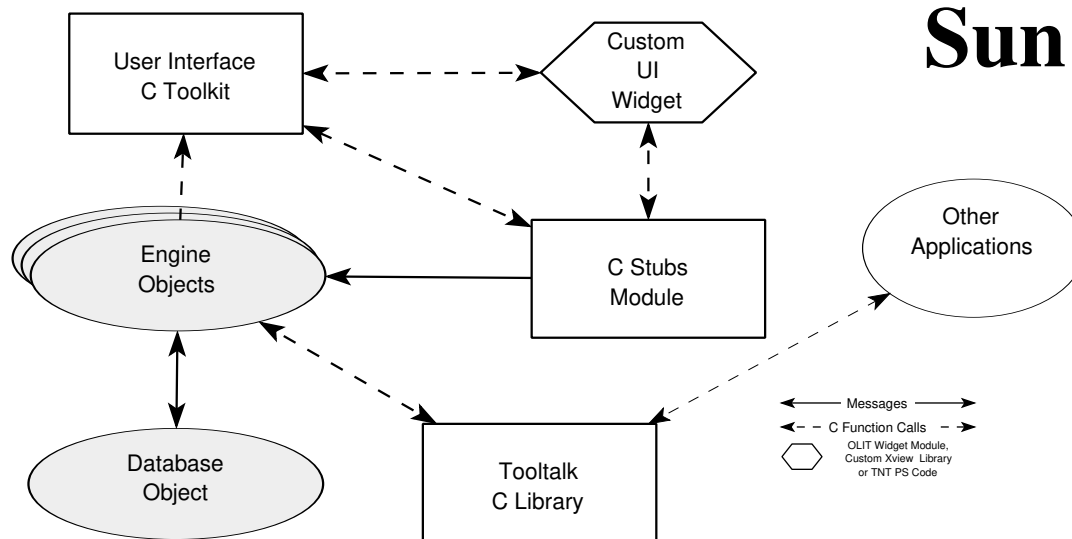 Sun
User Interface
C Toolkit
Custom
UI
Widget
Engine
Objects
C Stubs
Module
Other
Applications
Database
Object
Tooltalk
C Library
Messages
C Function Calls
OLIT Widget Module,
Custom Xview Library
or TNT PS Code